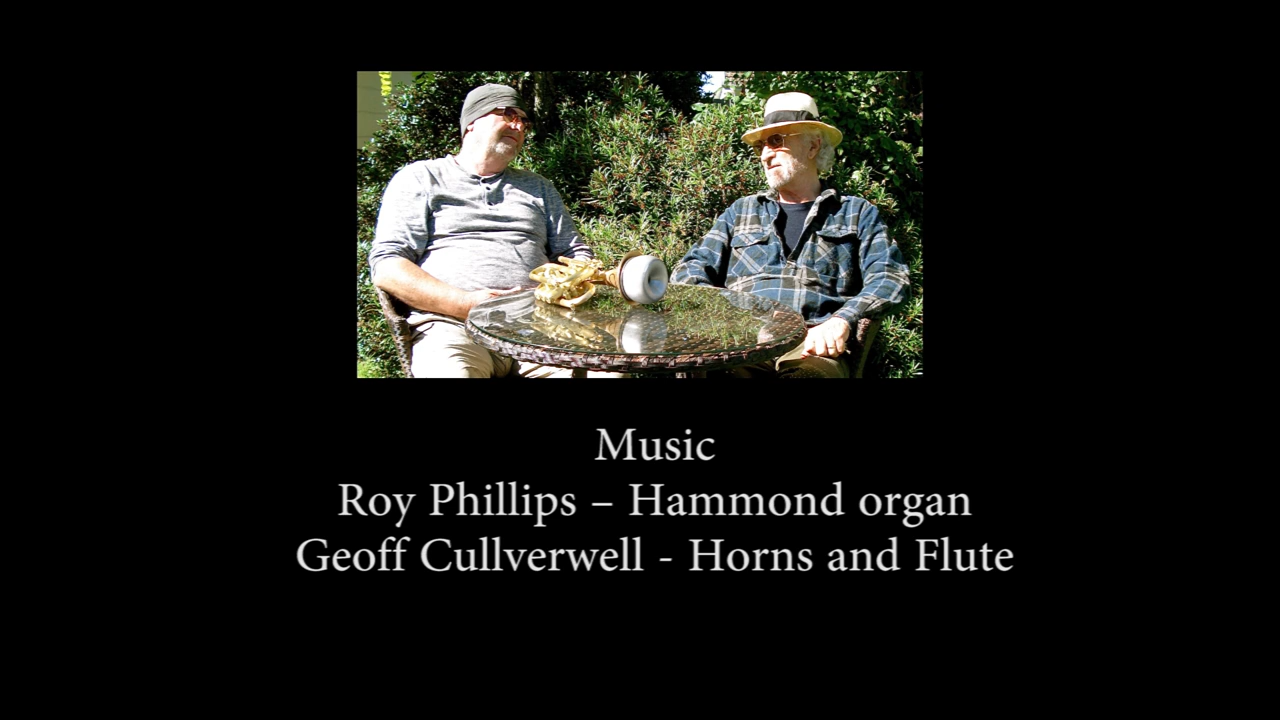 Music
Roy Phillips – Hammond organ
Geoff Cullverwell - Horns and Flute